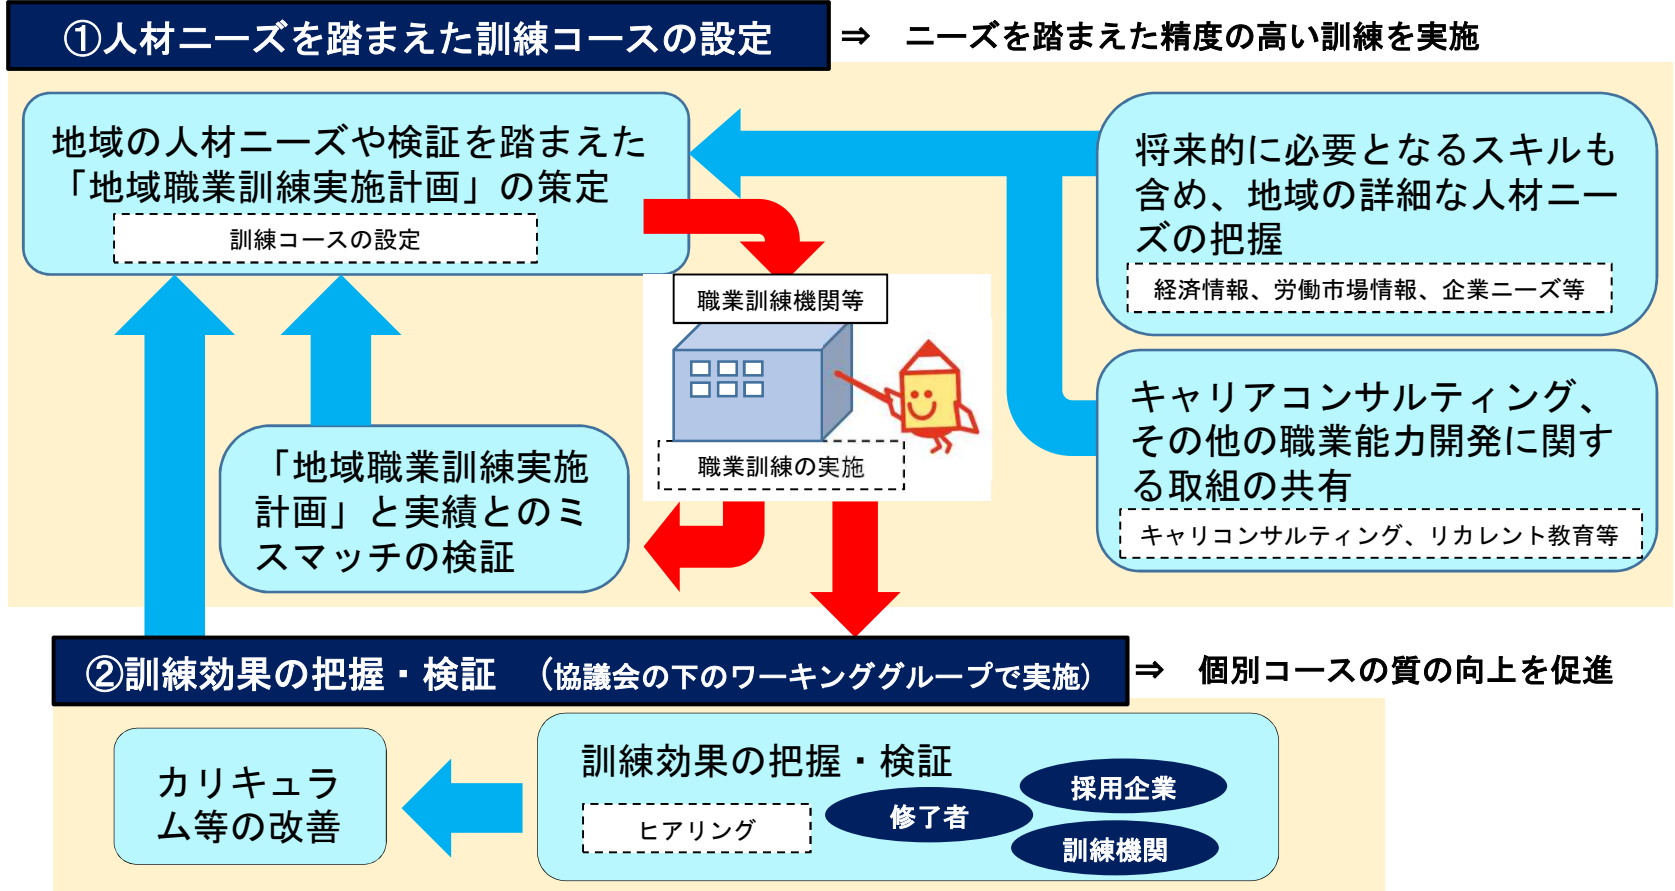 ①人材ニーズを踏まえた訓練コースの設定
⇒　ニーズを踏まえた精度の高い訓練を実施
地域の人材ニーズや検証を踏まえた
「地域職業訓練実施計画」の策定
訓練コースの設定
将来的に必要となるスキルも
含め、地域の詳細な人材ニー
ズの把握
経済情報、労働市場情報、企業ニーズ等
職業訓練機関等
職業訓練の実施
キャリアコンサルティング、
その他の職業能力開発に関す
る取組の共有
キャリコンサルティング、リカレント教育等
「地域職業訓練実施
計画」と実績とのミ
スマッチの検証
②訓練効果の把握・検証　（協議会の下のワーキンググループで実施）
⇒　個別コースの質の向上を促進
カリキュラ
ム等の改善
訓練効果の把握・検証
ヒアリング
修了者
採用企業
訓練機関